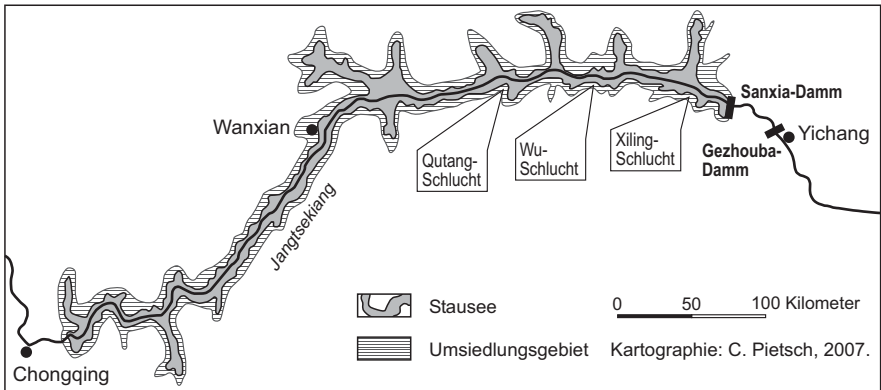 Sanxia-Damm
Wanxian
Yichang
Qutang-
Schlucht
Wu-
Schlucht
Xiling-
Schlucht
Gezhouba-
Damm
Jangtsekiang
Stausee
0 50 100 Kilometer
Umsiedlungsgebiet
Kartographie: C. Pietsch, 2007.
Chongqing